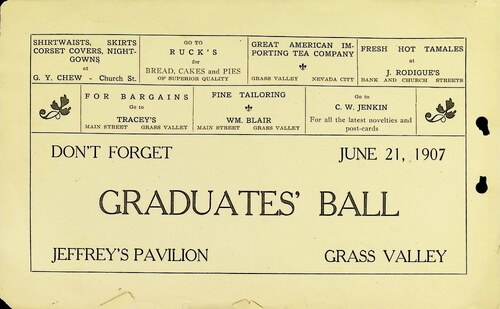 SHIRTWAISTS, SKIRTS
CORSET COVERS, NIGHT-
GOWNS
at
G. Y. CHEW - Church St.
GO TO
RUCK'S
for
BREAD, CAKES and PIES
OF SUPERIOR QUALITY
GREAT AMERICAN IM-
PORTING TEA COMPANY
GRASS VALLEY NEVADA CITY
FRESH HOT TAMALES
at
J. RODIGUE'S
BANK AND CHURCH STREETS
FOR BARGAINS
Go to
TRACEY'S
MAIN STREET GRASS VALLEY
FINE TAILORING
WM. BLAIR
MAIN STREET GRASS VALLEY
Go to
C. W. JENKIN
For all the latest novelties and
post-cards
DON'T FORGET JUNE 21, 1907
GRADUATES' BALL
JEFFREY'S PAVILION GRASS VALLEY